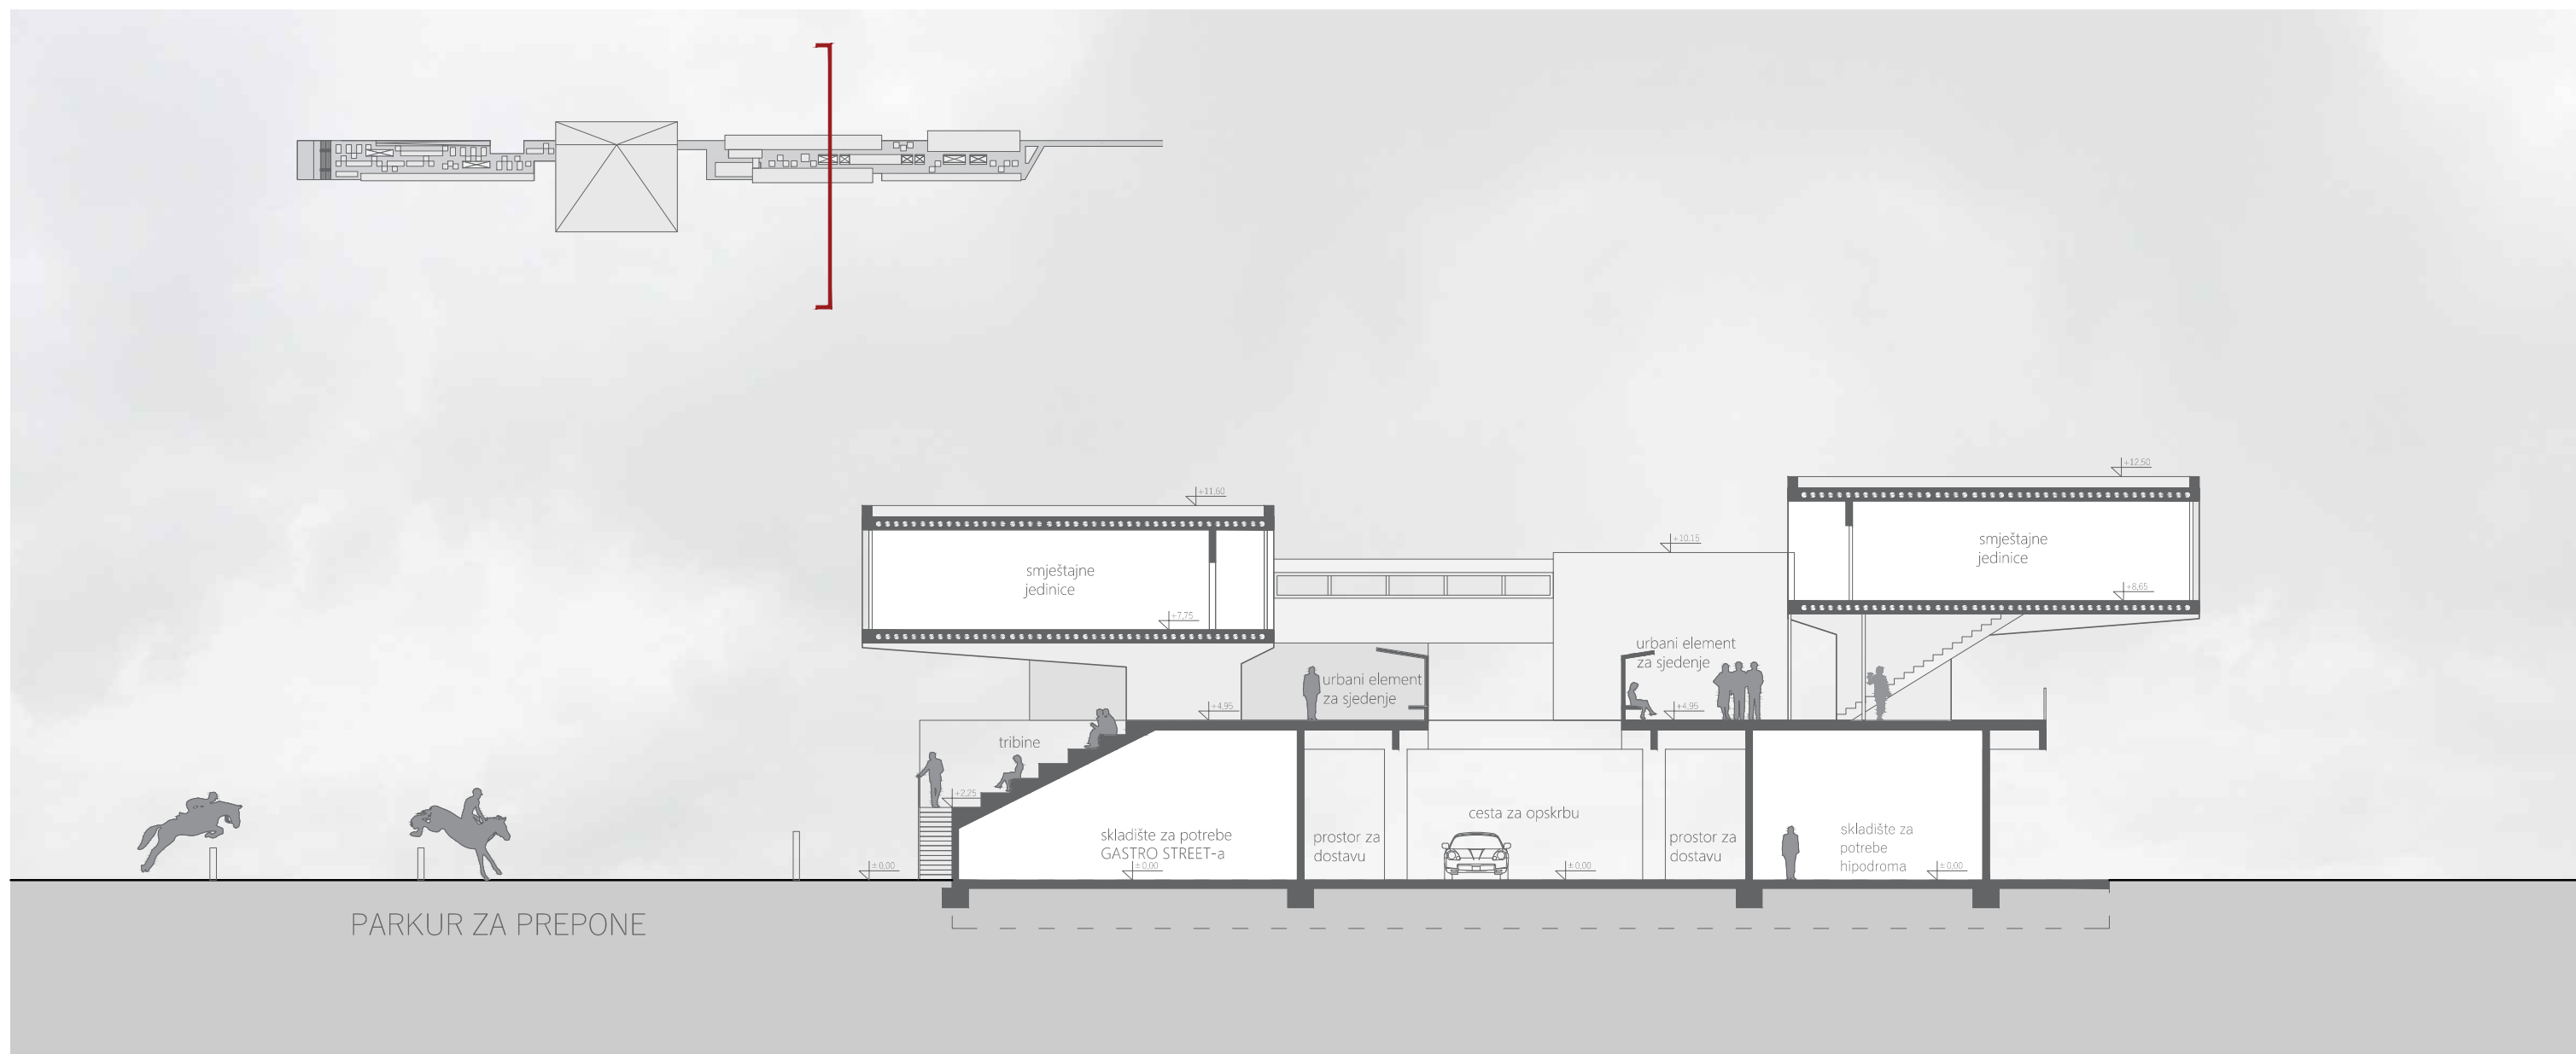 +12.50
+11,60
+10.15
smještajne
jedinice
smještajne
jedinice
+8,65
+7,75
urbani element
za sjedenje
urbani element
za sjedenje
+4,95
+4,95
tribine
+2,25
cesta za opskrbu
skladište za potrebe
GASTRO STREET-a
prostor za
dostavu
prostor za
dostavu
skladište za
potrebe
hipodroma
±0,00
±0,00
±0,00
±0,00
PARKUR ZA PREPONE